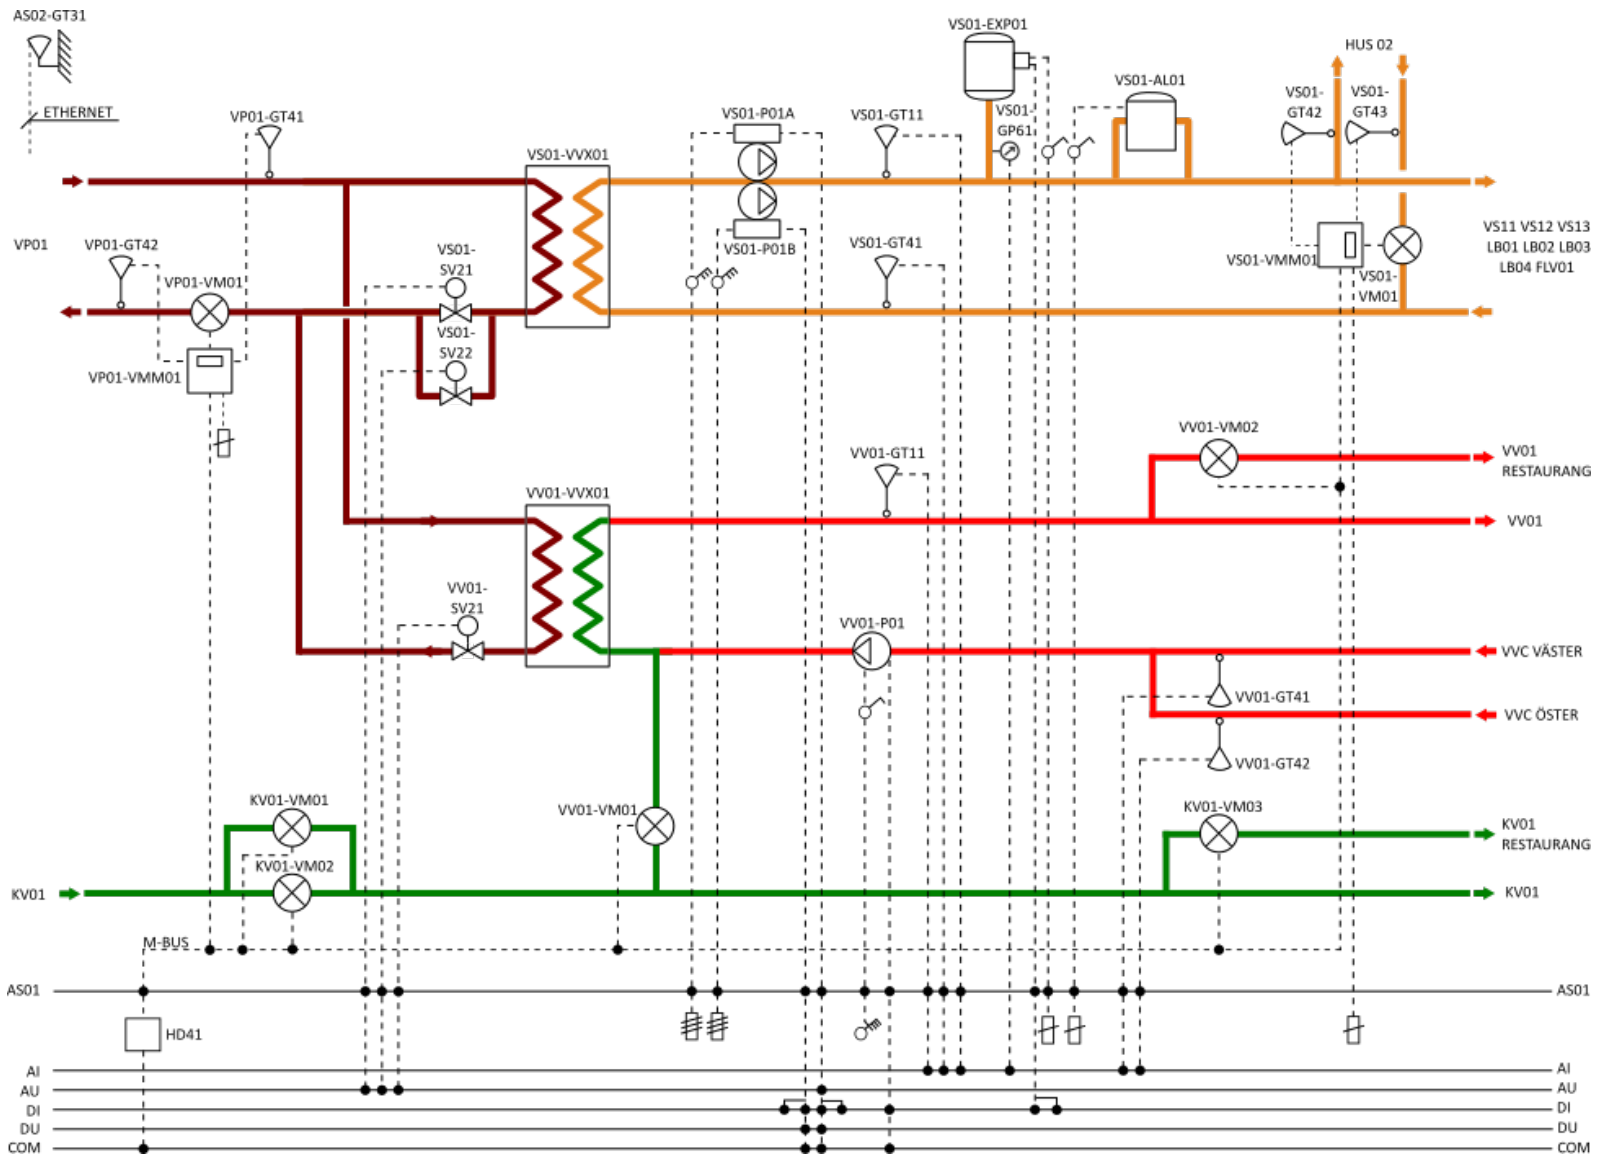 AS02-GT31
ETHERNET
VP01-GT41
VS01-VVX01
VS01-P01A
VS01-P01B
VS01-GT11
VS01-EXP01
VS01-
GP61
VS01-AL01
HUS 02
VS01-
GT42
VS01-
GT43
VP01
VP01-GT42
VP01-VM01
VP01-VMM01
VS01-
SV21
VS01-
SV22
VS01-GT41
VS01-VMM01
VS01-
VM01
VS11 VS12 VS13
LB01 LB02 LB03
LB04 FLV01
VV01-VVX01
VV01-GT11
VV01-VM02
VV01
RESTAURANG
VV01
VV01-
SV21
VV01-P01
VVC VÄSTER
VV01-GT41
VVC ÖSTER
VV01-GT42
KV01-VM01
KV01-VM02
VV01-VM01
KV01-VM03
KV01
RESTAURANG
KV01
KV01
M-BUS
AS01
AS01
HD41
AI
AI
AU
AU
DI
DI
DU
DU
COM
COM